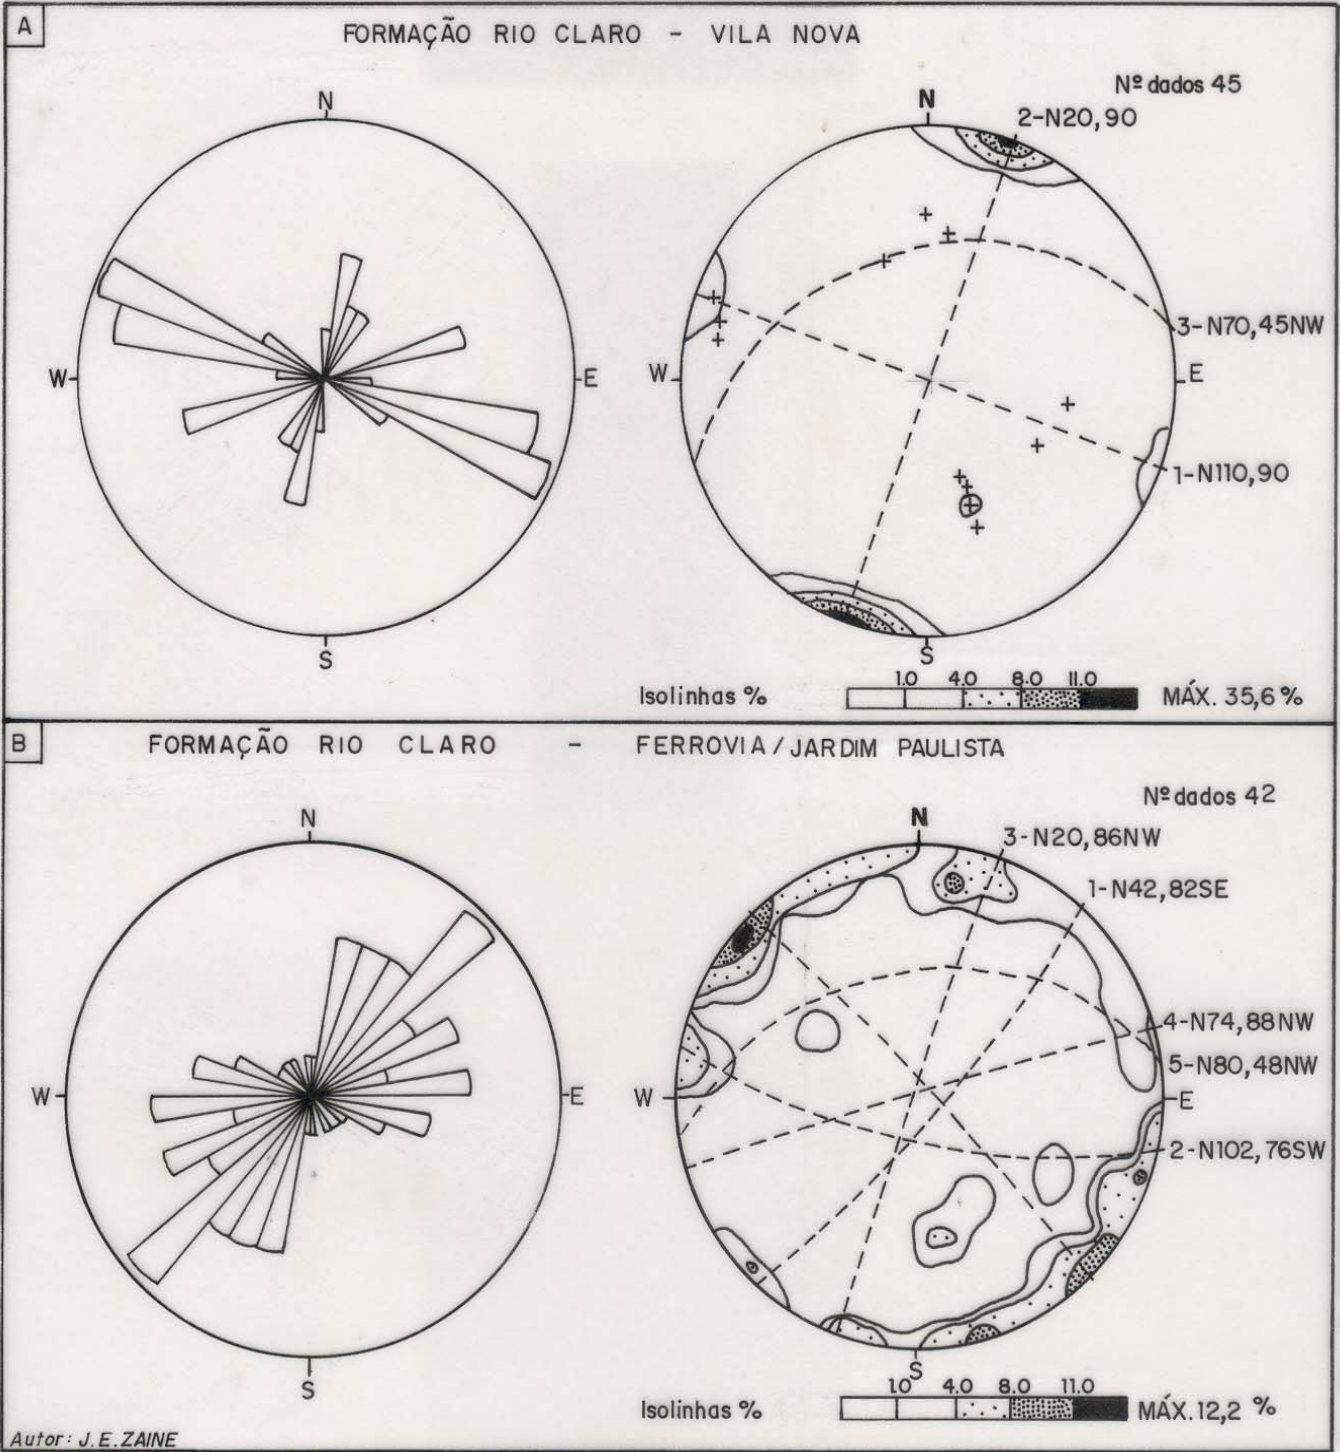 A
FORMAÇÃO RIO CLARO - VILA NOVA
Nº dados 45
N
N
2-N20,90
3-N70,45NW
W
E
W
E
1-N110,90
S
S
1.0 4.0 8.0 11.0
Isolinhas %
MÁX. 35,6 %
B
FORMAÇÃO RIO CLARO - FERROVIA/JARDIM PAULISTA
Nº dados 42
N
N
3-N20,86NW
1-N42,82SE
4-N74,88NW
5-N80,48NW
W
E
W
E
2-N102,76SW
S
S
1.0 4.0 8.0 11.0
Isolinhas %
MÁX.12,2 %
Autor: J.E.ZAINE